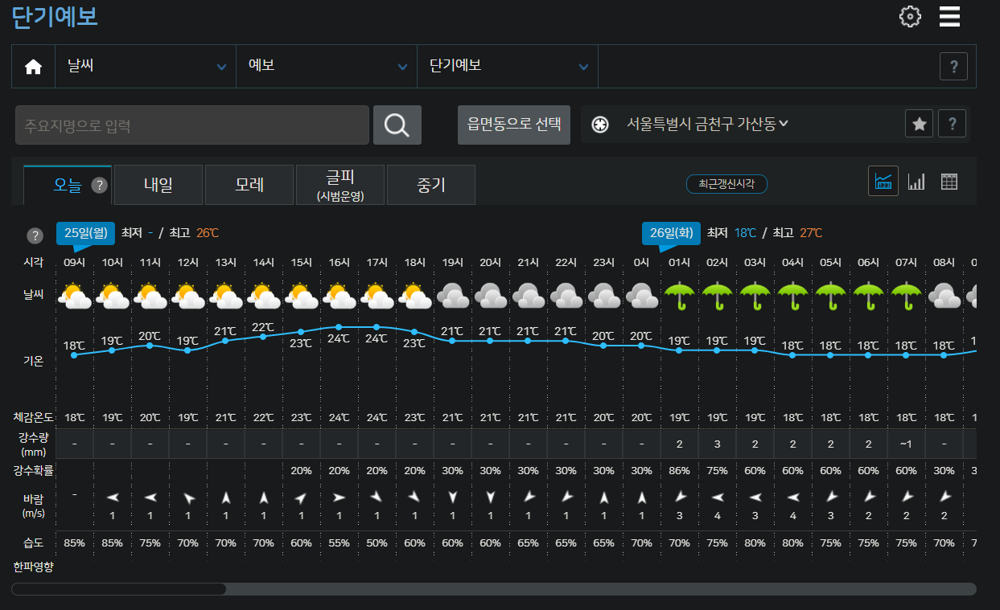 단기예보
날씨 예보 단기예보 ?
주요지명으로 입력 읍면동으로 선택 서울특별시 금천구 가산동 ?
오늘 ? 내일 모레 글피 (시범운영) 중기 최근갱신시각
? 25일(월) 최저 - / 최고 26℃ 26일(화) 최저 18℃ / 최고 27℃
시각 09시 10시 11시 12시 13시 14시 15시 16시 17시 18시 19시 20시 21시 22시 23시 0시 01시 02시 03시 04시 05시 06시 07시 08시 0
날씨
기온 18℃ 19℃ 20℃ 19℃ 21℃ 22℃ 23℃ 24℃ 24℃ 23℃ 21℃ 21℃ 21℃ 21℃ 20℃ 20℃ 19℃ 19℃ 19℃ 18℃ 18℃ 18℃ 18℃ 18℃ 1
체감온도 18℃ 19℃ 20℃ 19℃ 21℃ 22℃ 23℃ 24℃ 24℃ 23℃ 21℃ 21℃ 21℃ 21℃ 20℃ 20℃ 19℃ 19℃ 19℃ 18℃ 18℃ 18℃ 18℃ 18℃ 1
강수량
(mm) - - - - - - - - - - - - - - - - 2 3 2 2 2 2 ~1 -
강수확률 20% 20% 20% 20% 30% 30% 30% 30% 30% 30% 86% 75% 60% 60% 60% 60% 60% 30% 3
바람
(m/s) - 1 1 1 1 1 1 1 1 1 1 1 1 1 1 1 3 4 3 4 3 2 2 2
습도 85% 85% 75% 70% 70% 70% 60% 55% 50% 60% 60% 60% 65% 65% 65% 70% 70% 75% 80% 80% 75% 75% 75% 70% 7
한파영향